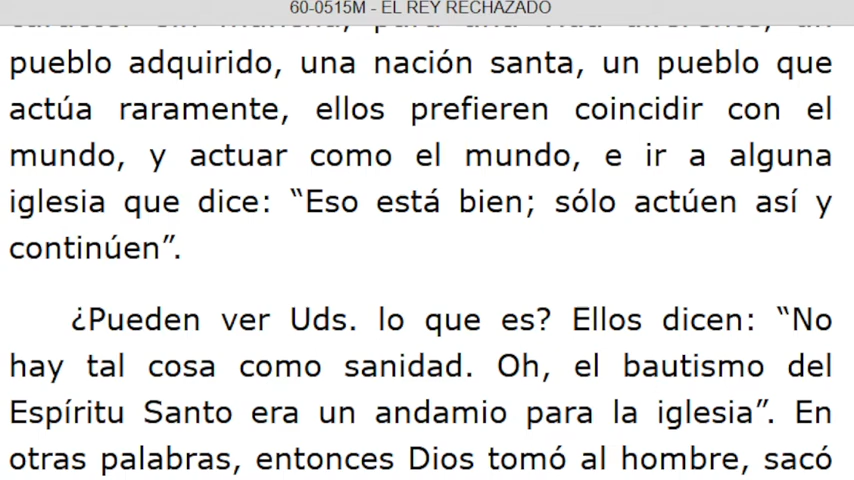 60-0515M - EL REY RECHAZADO
pueblo adquirido, una nación santa, un pueblo que
actúa raramente, ellos prefieren coincidir con el
mundo, y actuar como el mundo, e ir a alguna
iglesia que dice: “Eso está bien; sólo actúen así y
continúen”.
¿Pueden ver Uds. lo que es? Ellos dicen: “No
hay tal cosa como sanidad. Oh, el bautismo del
Espíritu Santo era un andamio para la iglesia”. En
otras palabras, entonces Dios tomó al hombre, sacó